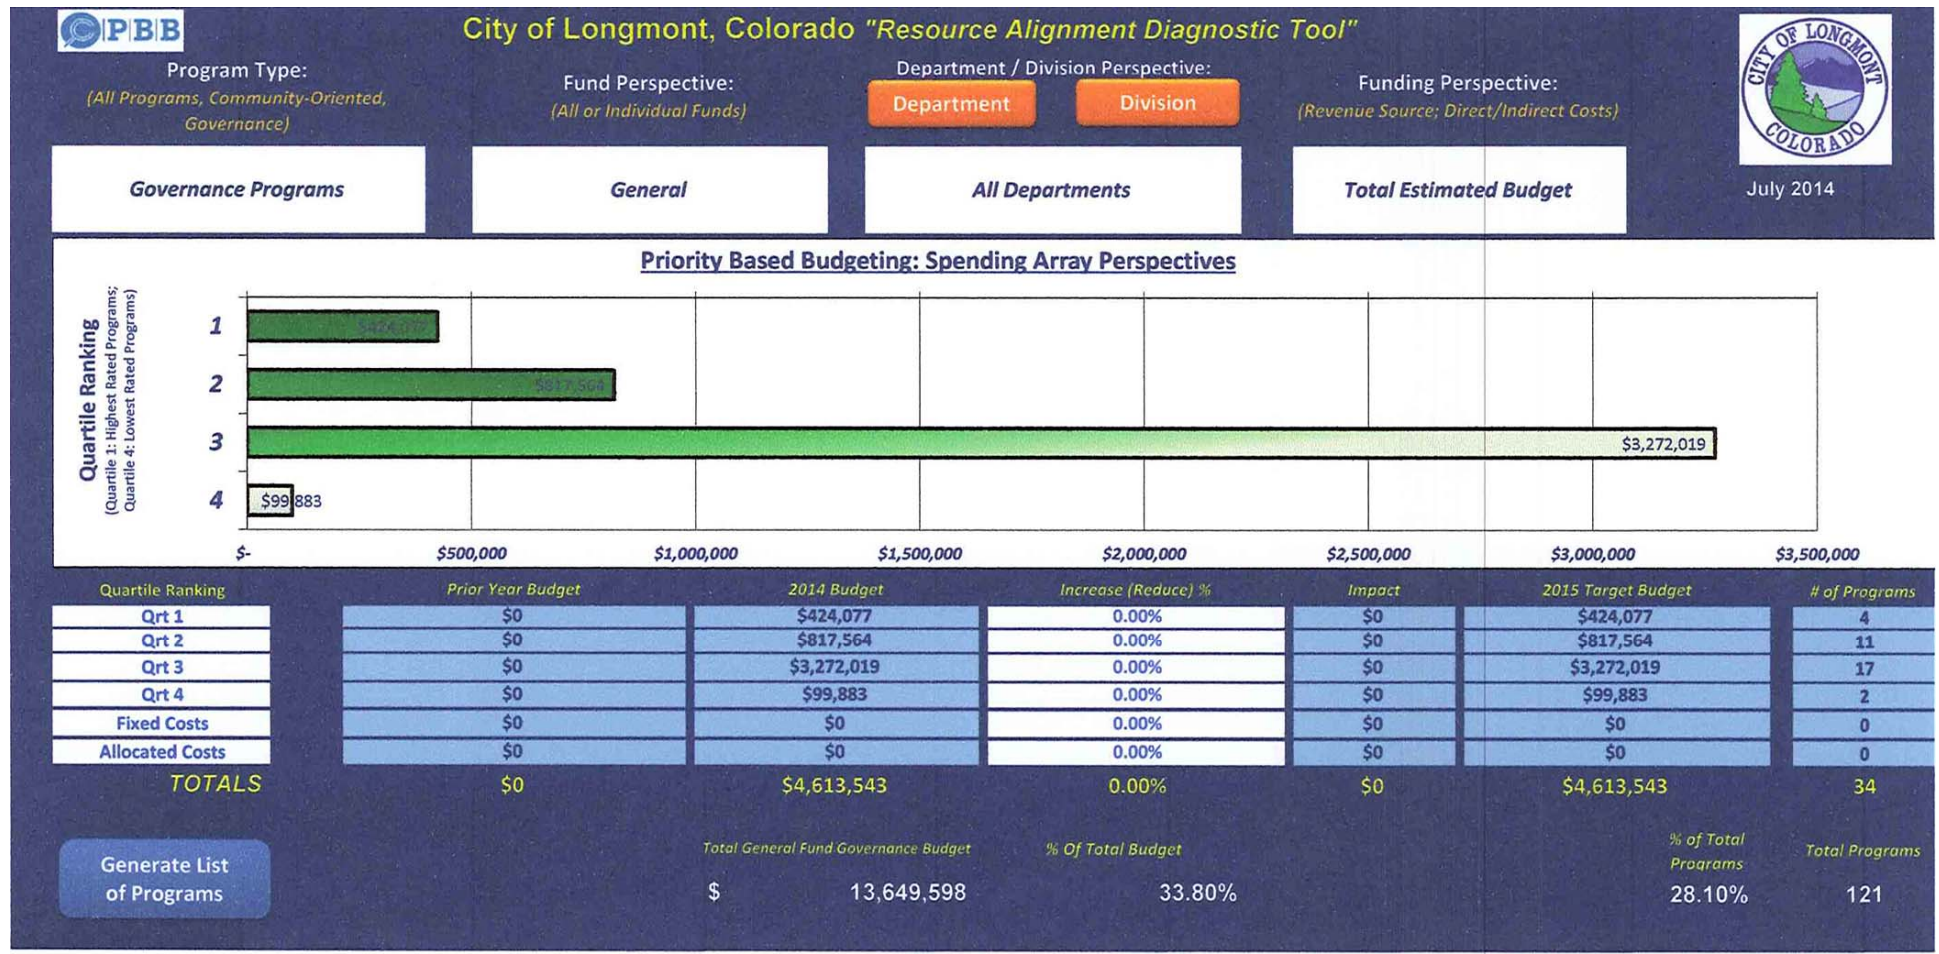 PBB
City of Longmont, Colorado "Resource Alignment Diagnostic Tool"
Program Type:
(All Programs, Community-Oriented,
Governance)
Fund Perspective:
(All or Individual Funds)
Department / Division Perspective:
Department
Division
Funding Perspective:
(Revenue Source; Direct/Indirect Costs)
CITY OF LONGMONT
COLORADO
Governance Programs
General
All Departments
Total Estimated Budget
July 2014
Priority Based Budgeting: Spending Array Perspectives
Quartile Ranking
(Quartile 1: Highest Rated Programs;
Quartile 4: Lowest Rated Programs)
1
$424,077
2
$817,564
3
$3,272,019
4
$99,883
$-
$500,000
$1,000,000
$1,500,000
$2,000,000
$2,500,000
$3,000,000
$3,500,000
Quartile Ranking Prior Year Budget 2014 Budget Increase (Reduce) % Impact 2015 Target Budget # of Programs
Qrt 1 $0 $424,077 0.00% $0 $424,077 4
Qrt 2 $0 $817,564 0.00% $0 $817,564 11
Qrt 3 $0 $3,272,019 0.00% $0 $3,272,019 17
Qrt 4 $0 $99,883 0.00% $0 $99,883 2
Fixed Costs $0 $0 0.00% $0 $0 0
Allocated Costs $0 $0 0.00% $0 $0 0
TOTALS $0 $4,613,543 0.00% $0 $4,613,543 34
Generate List
of Programs
Total General Fund Governance Budget
$ 13,649,598
% Of Total Budget
33.80%
% of Total
Programs
28.10%
Total Programs
121